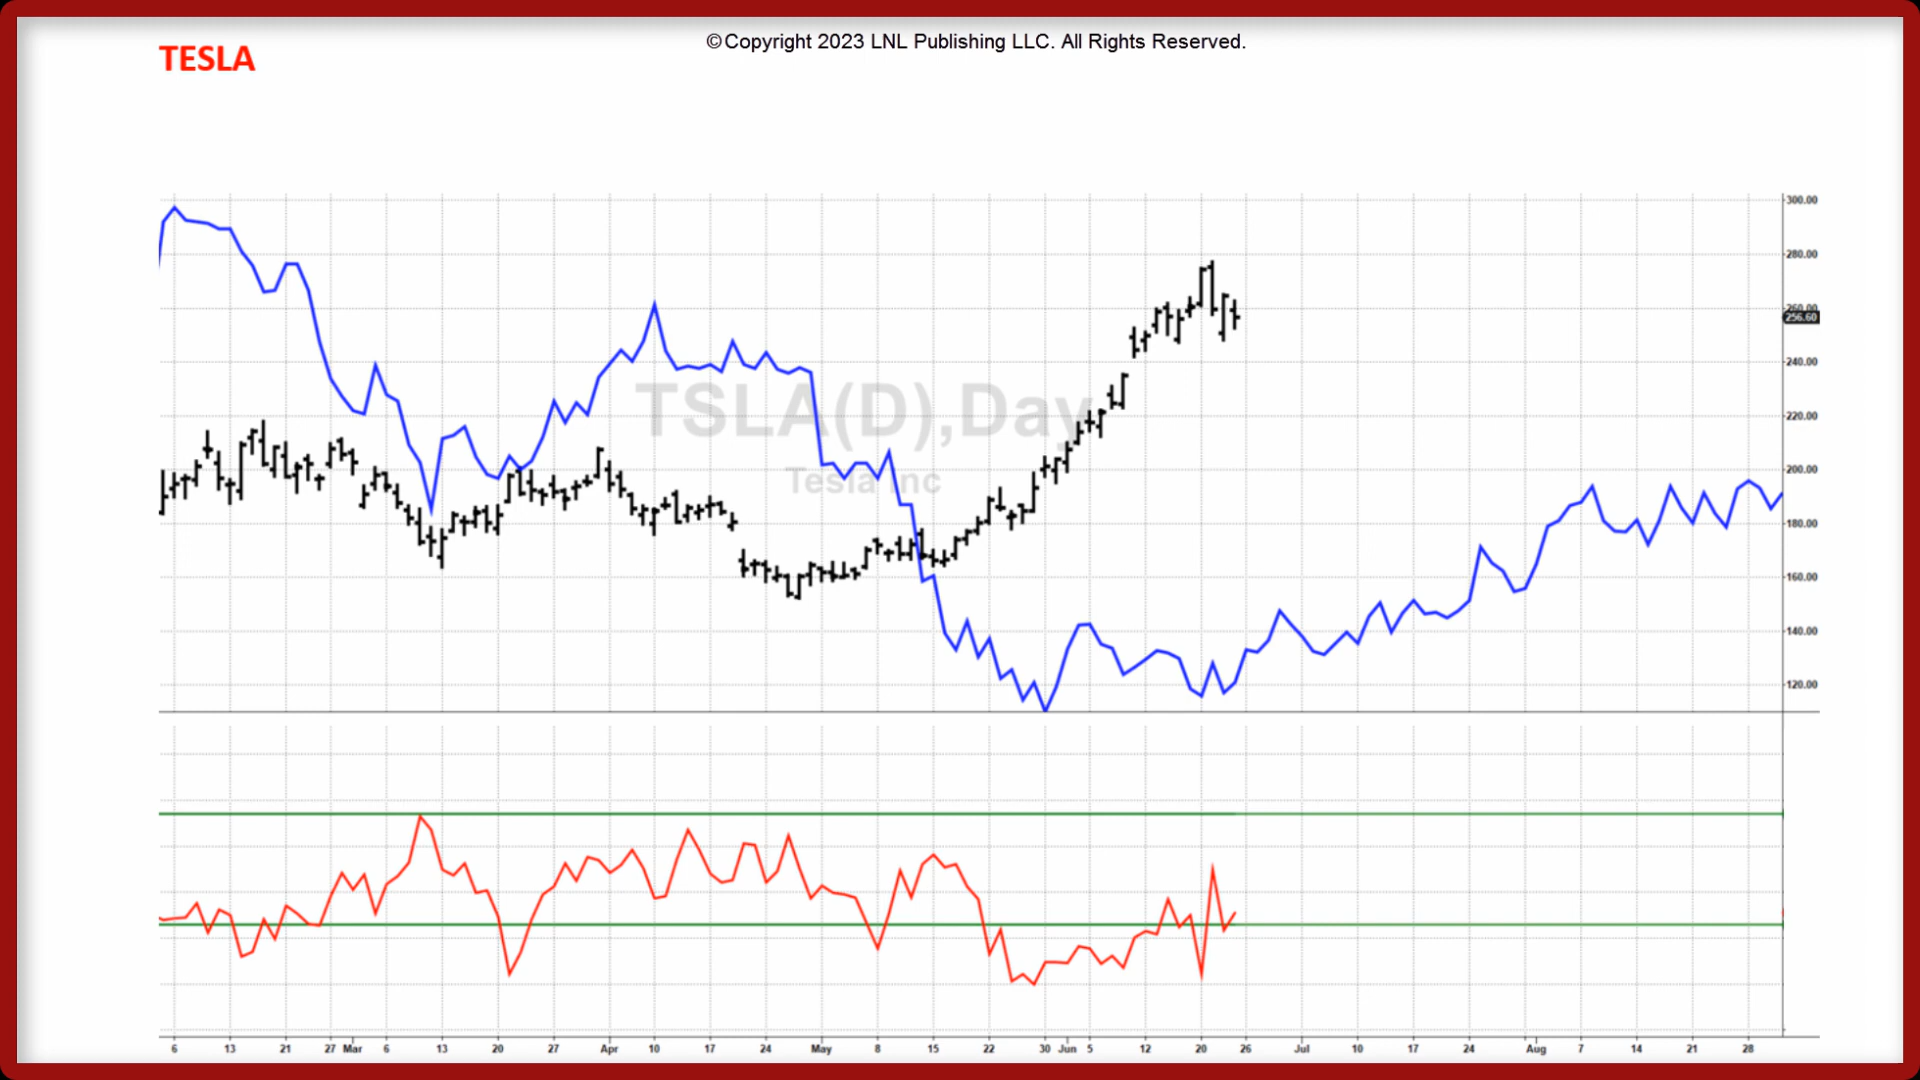 ©Copyright 2023 LNL Publishing LLC. All Rights Reserved.
TESLA
TSLA(D),Day
Tesla Inc
300.00
280.00
260.00
256.60
240.00
220.00
200.00
180.00
160.00
140.00
120.00
6 13 21 27 Mar 6 13 20 27 Apr 10 17 24 May 8 15 22 30 Jun 5 12 20 26 Jul 10 17 24 Aug 7 14 21 28